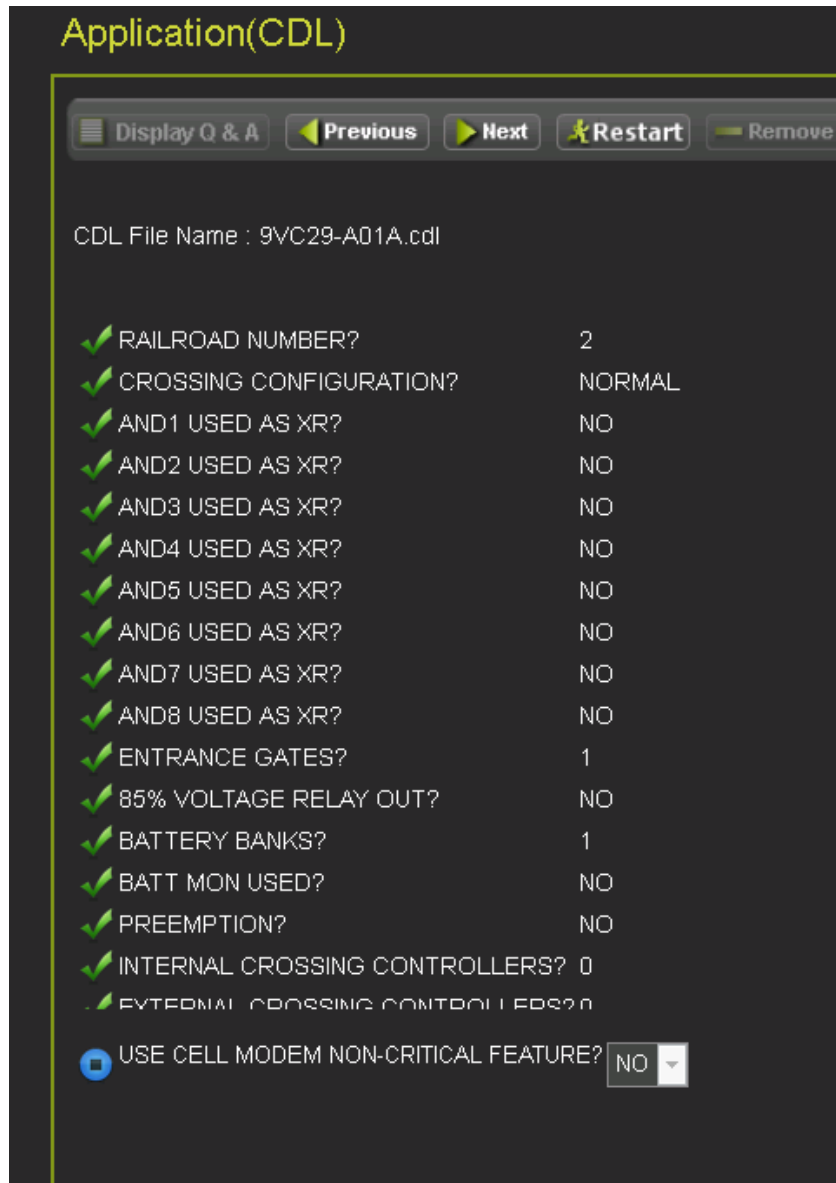 Application(CDL)
Display Q & A Previous Next Restart Remove
CDL File Name : 9VC29-A01A.cdl
RAILROAD NUMBER? 2
CROSSING CONFIGURATION? NORMAL
AND1 USED AS XR? NO
AND2 USED AS XR? NO
AND3 USED AS XR? NO
AND4 USED AS XR? NO
AND5 USED AS XR? NO
AND6 USED AS XR? NO
AND7 USED AS XR? NO
AND8 USED AS XR? NO
ENTRANCE GATES? 1
85% VOLTAGE RELAY OUT? NO
BATTERY BANKS? 1
BATT MON USED? NO
PREEMPTION? NO
INTERNAL CROSSING CONTROLLERS? 0
EXTERNAL CROSSING CONTROLLERS? 0
USE CELL MODEM NON-CRITICAL FEATURE? NO